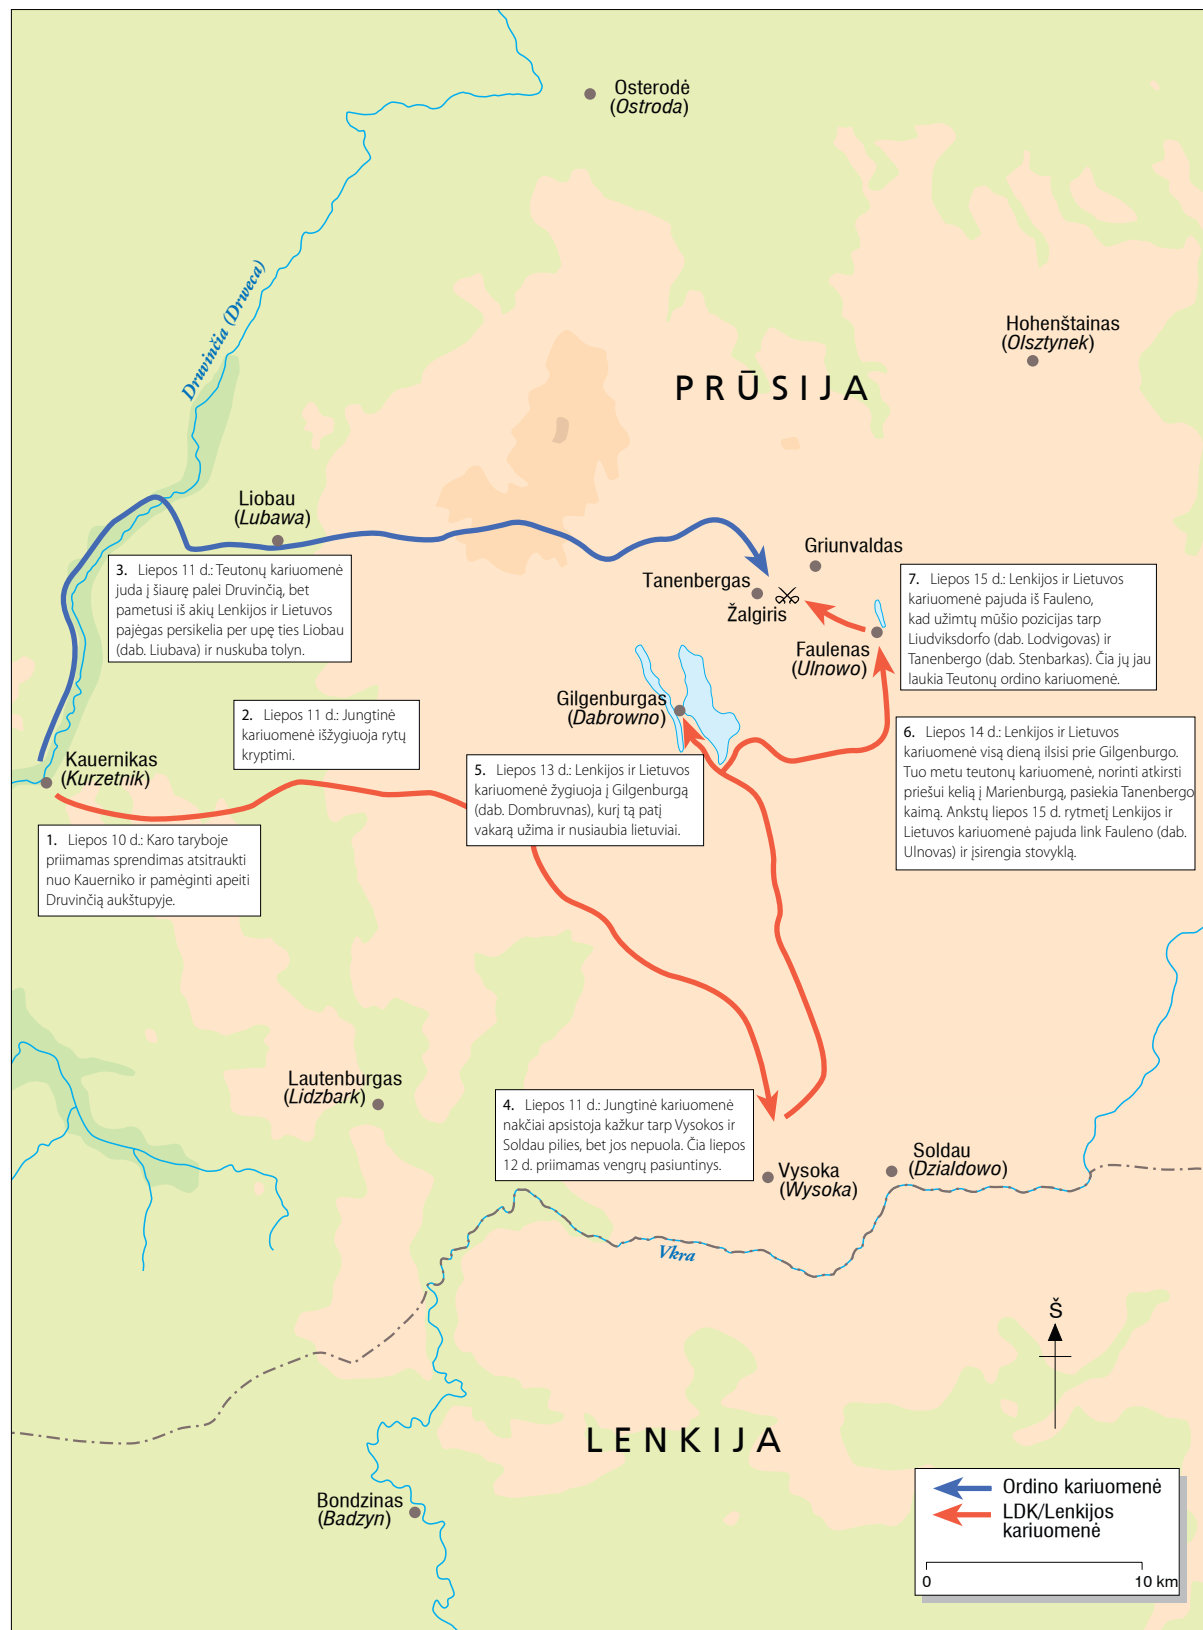 Osterodė
(Ostroda)
Druvinčia (Drweca)
Hohenštainas
(Olsztynek)
PRŪSIJA
Liobau
(Lubawa)
Griunvaldas
Tanenbergas
Žalgiris
Faulenas
(Ulnowo)
Gilgenburgas
(Dabrowno)
Kauernikas
(Kurzetnik)
3. Liepos 11 d.: Teutonų kariuomenė
juda į šiaurę palei Druvinčią, bet
pametusi iš akių Lenkijos ir Lietuvos
pajėgas persikelia per upę ties Liobau
(dab. Liubava) ir nuskuba tolyn.
7. Liepos 15 d.: Lenkijos ir Lietuvos
kariuomenė pajuda iš Fauleno,
kad užimtų mūšio pozicijas tarp
Liudviksdorfo (dab. Lodvigovas) ir
Tanenbergo (dab. Stenbarkas). Čia jų jau
laukia Teutonų ordino kariuomenė.
2. Liepos 11 d.: Jungtinė
kariuomenė išžygiuoja rytų
kryptimi.
6. Liepos 14 d.: Lenkijos ir Lietuvos
kariuomenė visą dieną ilsisi prie Gilgenburgo.
Tuo metu teutonų kariuomenė, norinti atkirsti
priešui kelią į Marienburgą, pasiekia Tanenbergo
kaimą. Ankstų liepos 15 d. rytmetį Lenkijos ir
Lietuvos kariuomenė pajuda link Fauleno (dab.
Ulnovas) ir įsirengia stovyklą.
5. Liepos 13 d.: Lenkijos ir Lietuvos
kariuomenė žygiuoja į Gilgenburgą
(dab. Dombruvnas), kurį tą patį
vakarą užima ir nusiaubia lietuviai.
1. Liepos 10 d.: Karo taryboje
priimamas sprendimas atsitraukti
nuo Kauerniko ir pamėginti apeiti
Druvinčią aukštupyje.
Lautenburgas
(Lidzbark)
4. Liepos 11 d.: Jungtinė kariuomenė
nakčiai apsistoja kažkur tarp Vysokos ir
Soldau pilies, bet jos nepuola. Čia liepos
12 d. priimamas vengrų pasiuntinys.
Vysoka
(Wysoka)
Soldau
(Dzialdowo)
Vkra
Š
LENKIJA
Bondzinas
(Badzyn)
Ordino kariuomenė
LDK/Lenkijos
kariuomenė
0 10 km